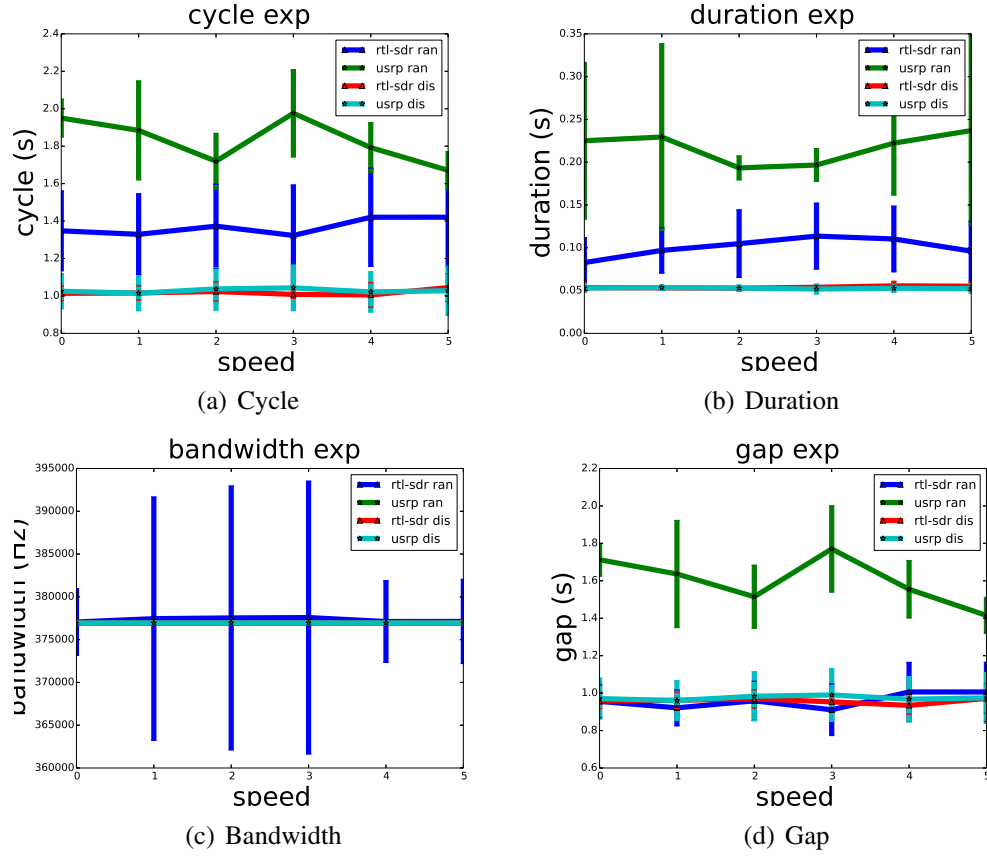 cycle exp
2.4
2.2
2.0
1.8
1.6
1.4
1.2
1.0
0.8
cycle (s)
rtl-sdr ran
usrp ran
rtl-sdr dis
usrp dis
0 1 2 3 4 5
speed
(a) Cycle
duration exp
0.35
0.30
0.25
0.20
0.15
0.10
0.05
0.00
duration (s)
rtl-sdr ran
usrp ran
rtl-sdr dis
usrp dis
0 1 2 3 4 5
speed
(b) Duration
bandwidth exp
395000
390000
385000
380000
375000
370000
365000
360000
bandwidth (Hz)
rtl-sdr ran
usrp ran
rtl-sdr dis
usrp dis
0 1 2 3 4 5
speed
(c) Bandwidth
gap exp
2.2
2.0
1.8
1.6
1.4
1.2
1.0
0.8
0.6
gap (s)
rtl-sdr ran
usrp ran
rtl-sdr dis
usrp dis
0 1 2 3 4 5
speed
(d) Gap